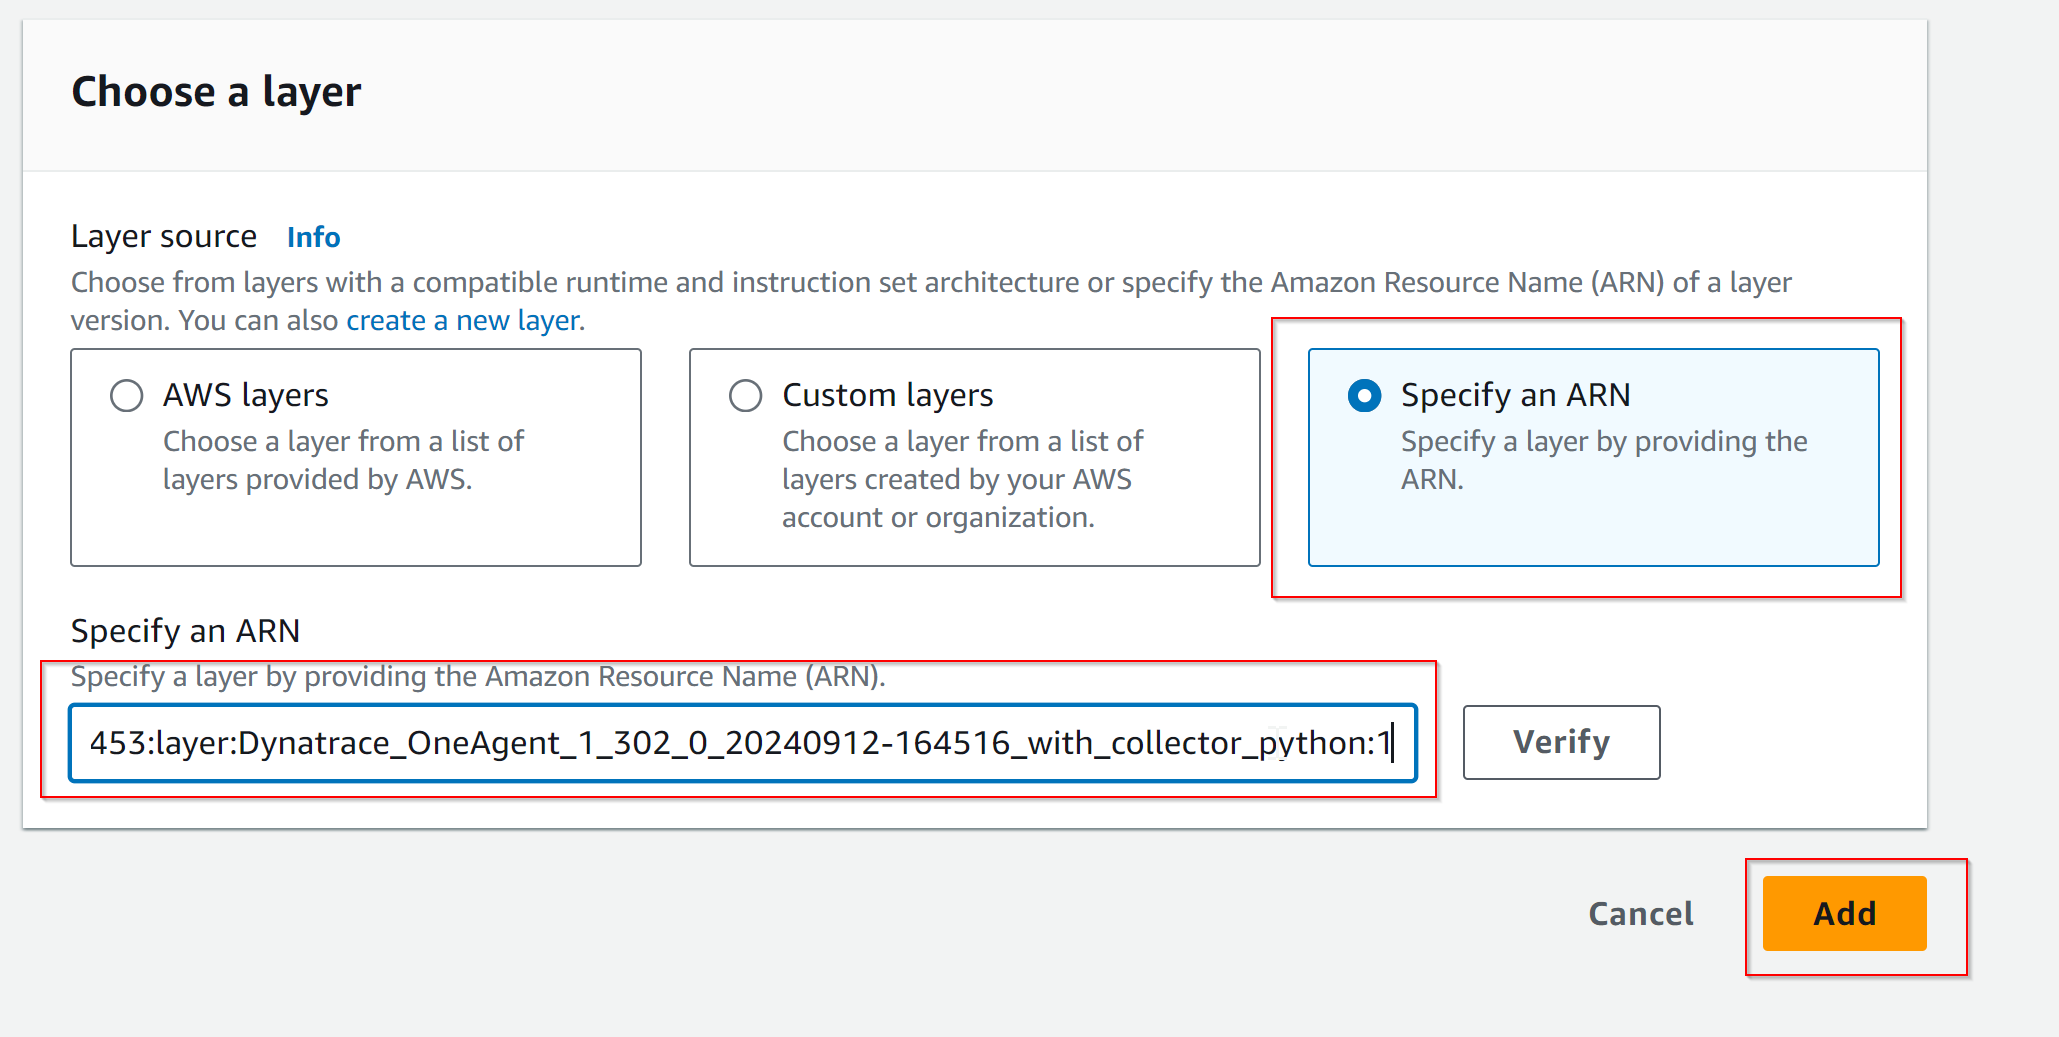 Choose a layer
Layer source Info
Choose from layers with a compatible runtime and instruction set architecture or specify the Amazon Resource Name (ARN) of a layer
version. You can also create a new layer.
AWS layers
Choose a layer from a list of
layers provided by AWS.
Custom layers
Choose a layer from a list of
layers created by your AWS
account or organization.
Specify an ARN
Specify a layer by providing the
ARN.
Specify an ARN
Specify a layer by providing the Amazon Resource Name (ARN).
453:layer:Dynatrace_OneAgent_1_302_0_20240912-164516_with_collector_python:1
Verify
Cancel
Add